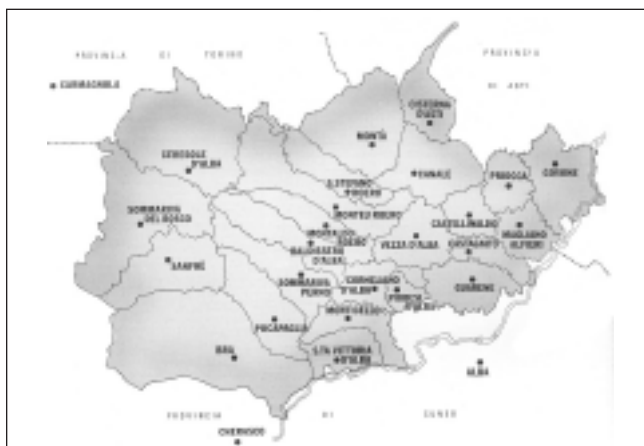 PROVINCIA DI TORINO
PROVINCIA
DI ASTI
CARMAGNOLA
CISTERNA
D'ASTI
MONTÀ
CERESOLE
D'ALBA
CANALE
PRIOCCA
GOVONE
S. STEFANO
ROERO
MONTEU ROERO
SOMMARIVA
DEL BOSCO
MONTALDO
ROERO
CASTELLINALDO
MAGLIANO
ALFIERI
VEZZA D'ALBA
BALDISSERO
D'ALBA
CASTAGNITO
SANFRÈ
SOMMARIVA
PERNO
CORNELIANO
D'ALBA
PIOBESI
D'ALBA
GUARENE
MONTICELLO
POCAPAGLIA
BRA
S.TA VITTORIA
D'ALBA
ALBA
PROVINCIA DI CUNEO
CHERASCO